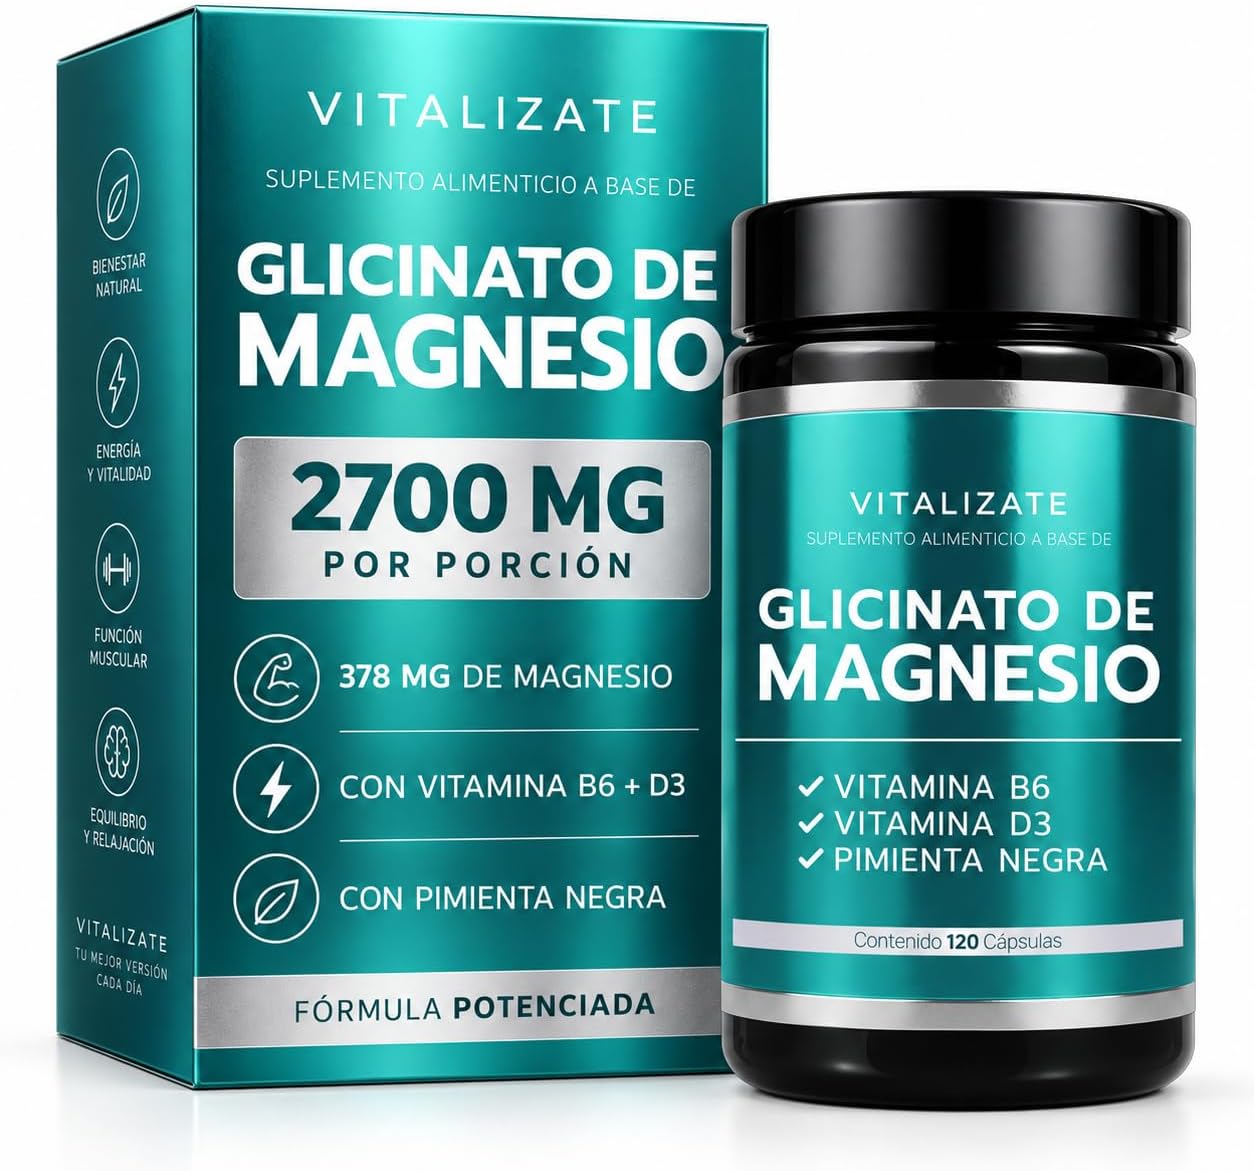 VITALIZATE
SUPLEMENTO ALIMENTICIO A BASE DE
GLICINATO DE
MAGNESIO
2700 MG
POR PORCIÓN
378 MG DE MAGNESIO
CON VITAMINA B6 + D3
CON PIMIENTA NEGRA
FÓRMULA POTENCIADA
BIENESTAR
NATURAL
ENERGÍA
Y VITALIDAD
FUNCIÓN
MUSCULAR
EQUILIBRIO
Y RELAJACIÓN
VITALIZATE
TU MEJOR VERSIÓN
CADA DÍA
VITALIZATE
SUPLEMENTO ALIMENTICIO A BASE DE
GLICINATO DE
MAGNESIO
VITAMINA B6
VITAMINA D3
PIMIENTA NEGRA
Contenido 120 Cápsulas